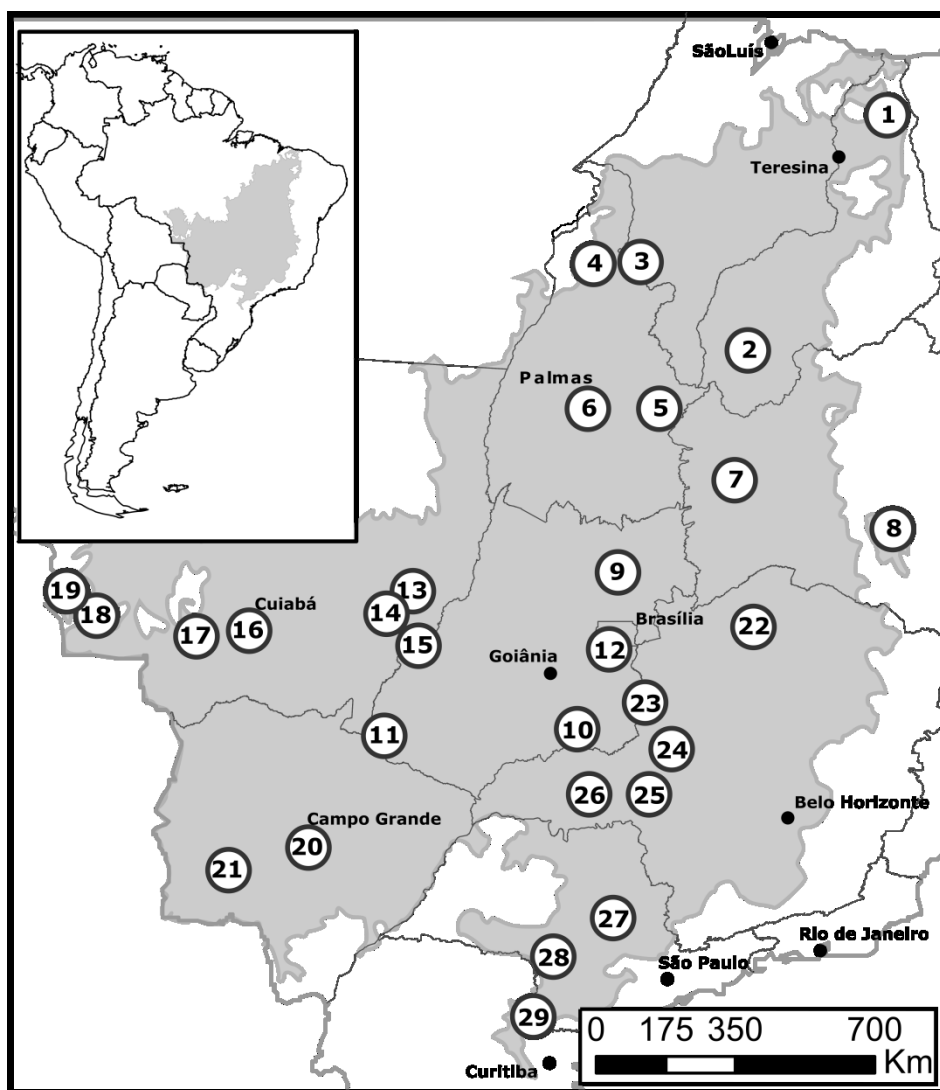 SãoLuís
1
Teresina
4
3
2
Palmas
6
5
7
8
9
19
13
18
14
Cuiabá
Brasília
17
16
15
22
12
Goiânia
23
11
10
24
26
25
Belo Horizonte
Campo Grande
20
21
27
Rio de Janeiro
28
São Paulo
29
0 175 350 700
Km
Curitiba